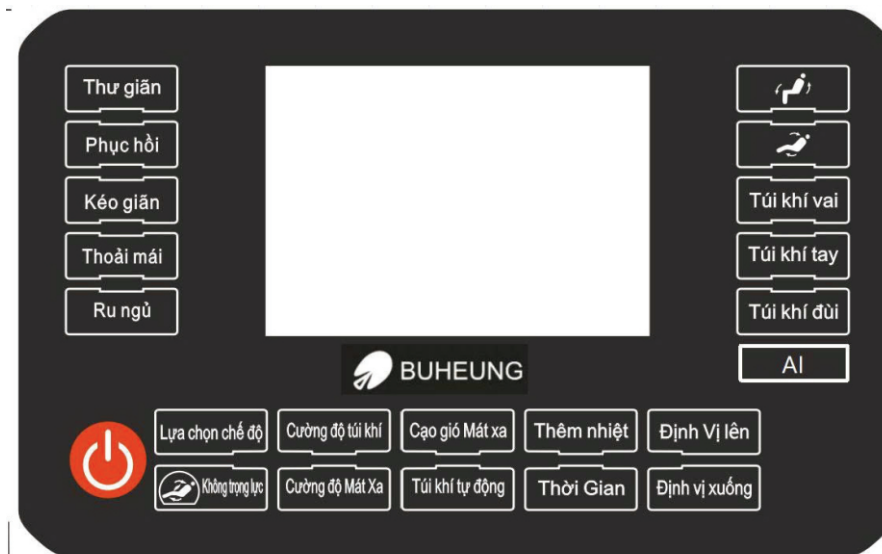 Thư giãn
Phục hồi
Kéo giãn
Thoải mái
Ru ngủ
Túi khí vai
Túi khí tay
Túi khí đùi
AI
BUHEUNG
Lựa chọn chế độ
Cường độ túi khí
Cạo gió Mát xa
Thêm nhiệt
Định Vị lên
Không trọng lực
Cường độ Mát Xa
Túi khí tự động
Thời Gian
Định vị xuống